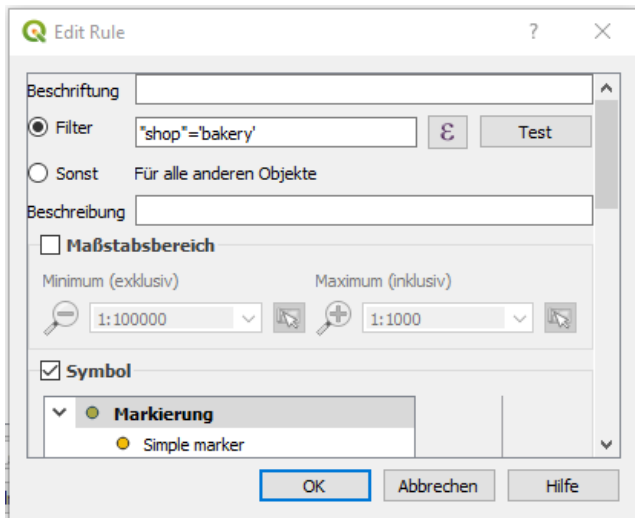 Edit Rule
Beschriftung
Filter "shop"='bakery' ε Test
Sonst Für alle anderen Objekte
Beschreibung
Maßstabsbereich
Minimum (exklusiv) Maximum (inklusiv)
1:100000 1:1000
Symbol
Markierung
Simple marker
OK Abbrechen Hilfe